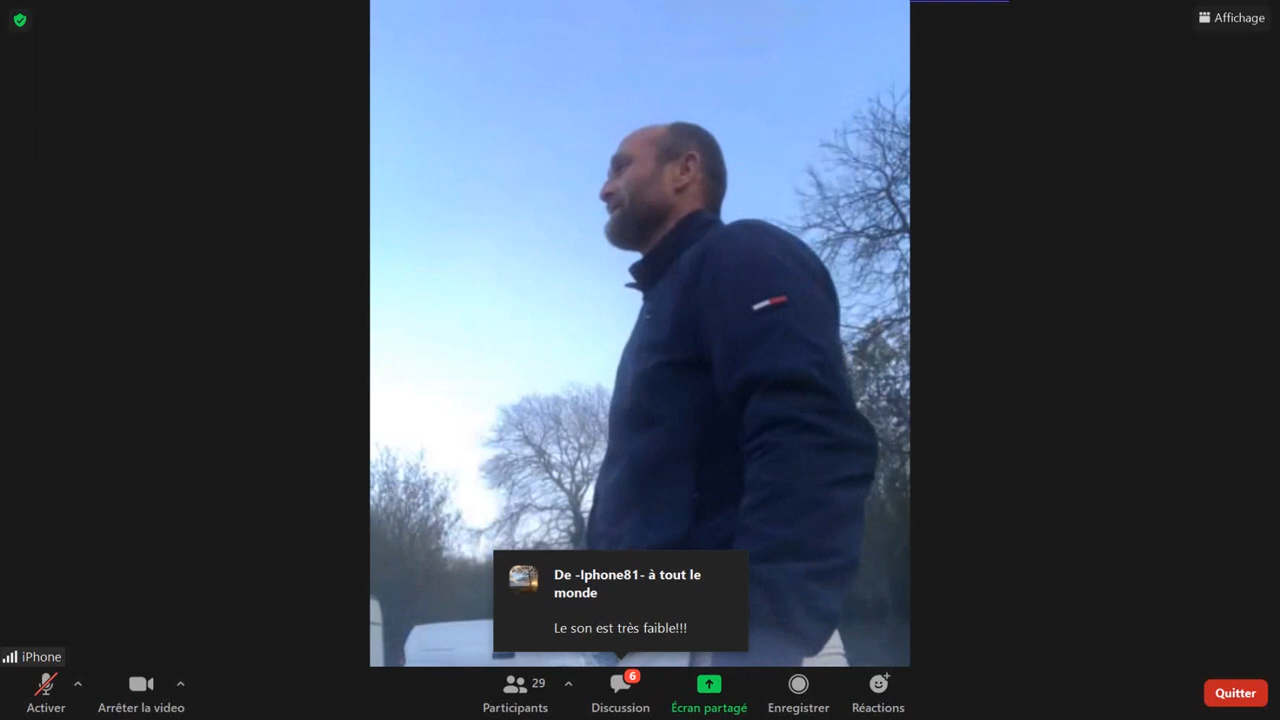 Affichage
De -Iphone81- à tout le
monde
Le son est très faible!!!
iPhone
29
6
Activer
Arrêter la video
Participants
Discussion
Écran partagé
Enregistrer
Réactions
Quitter